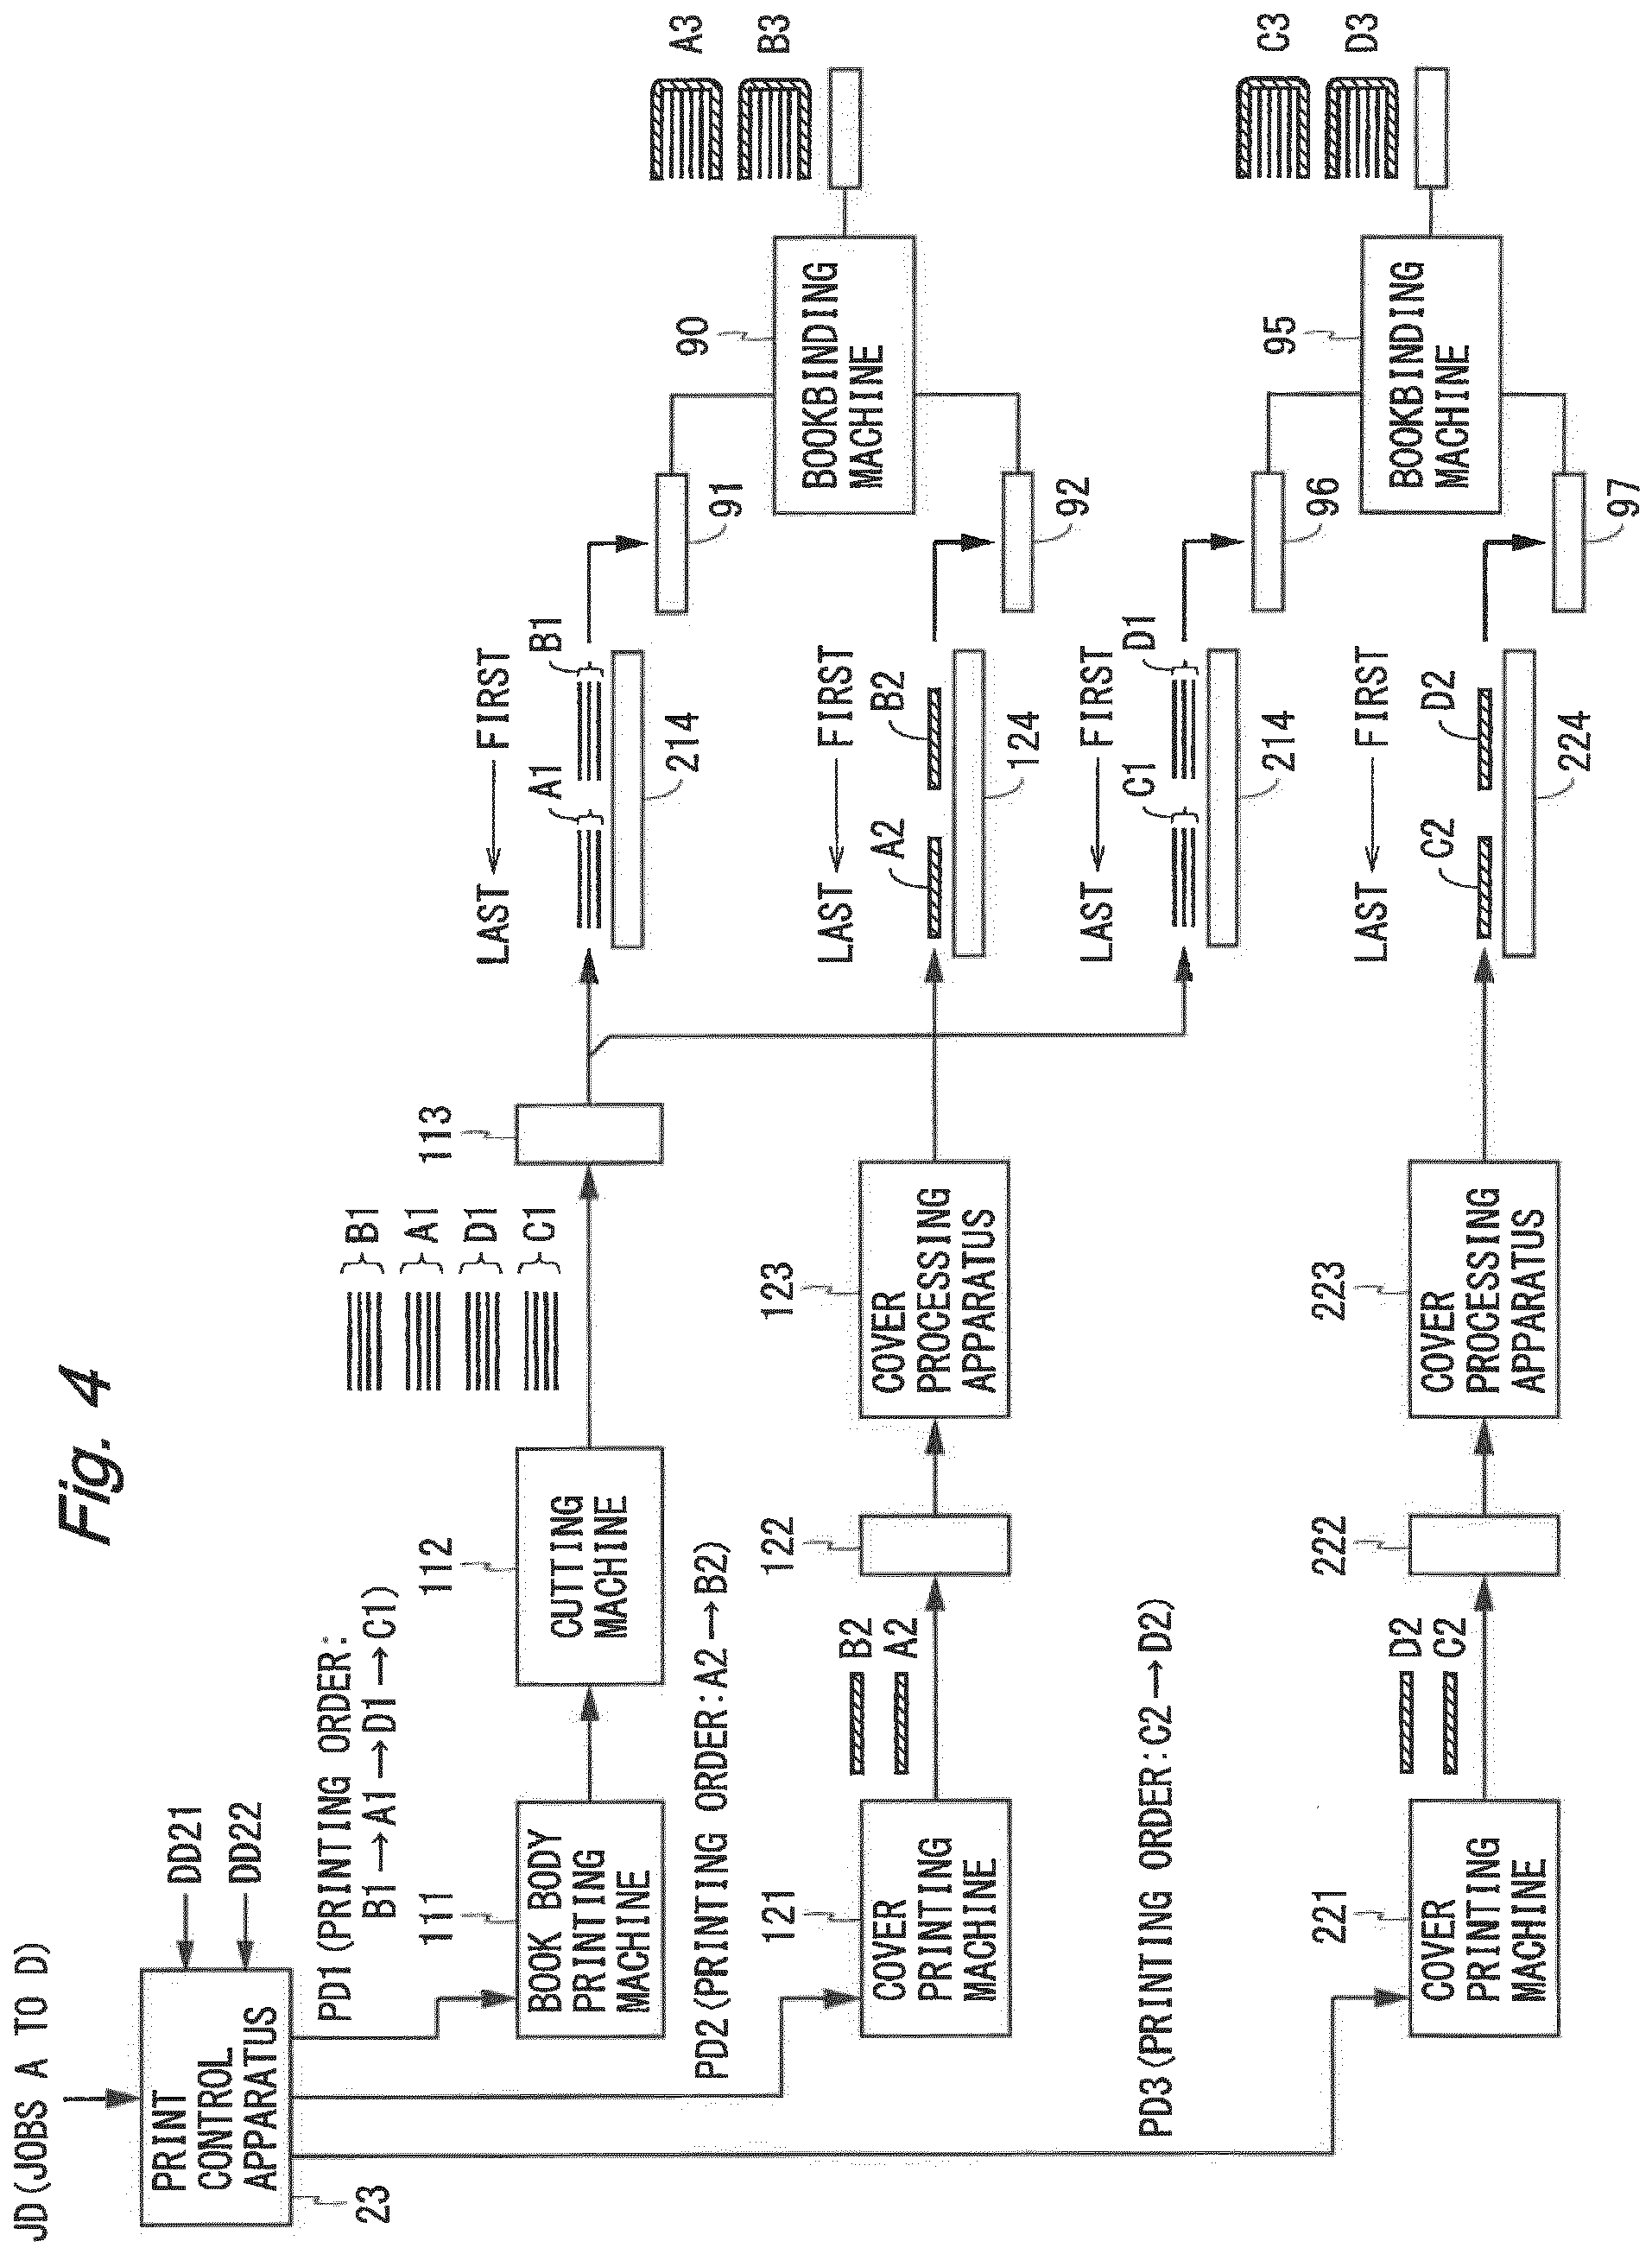 Fig. 4
JD(JOBS A TO D)
PRINT
CONTROL
APPARATUS
23
DD21
DD22
PD1(PRINTING ORDER:
B1→A1→D1→C1)
111
BOOK BODY
PRINTING
MACHINE
112
CUTTING
MACHINE
B1
A1
D1
C1
113
LAST ← FIRST
A1
B1
214
91
90
BOOKBINDING
MACHINE
A3
B3
PD2(PRINTING ORDER:A2→B2)
121
COVER
PRINTING
MACHINE
B2
A2
122
123
COVER
PROCESSING
APPARATUS
LAST ← FIRST
A2
B2
124
92
LAST ← FIRST
C1
D1
214
96
95
BOOKBINDING
MACHINE
C3
D3
PD3(PRINTING ORDER:C2→D2)
221
COVER
PRINTING
MACHINE
D2
C2
222
223
COVER
PROCESSING
APPARATUS
LAST ← FIRST
C2
D2
224
97